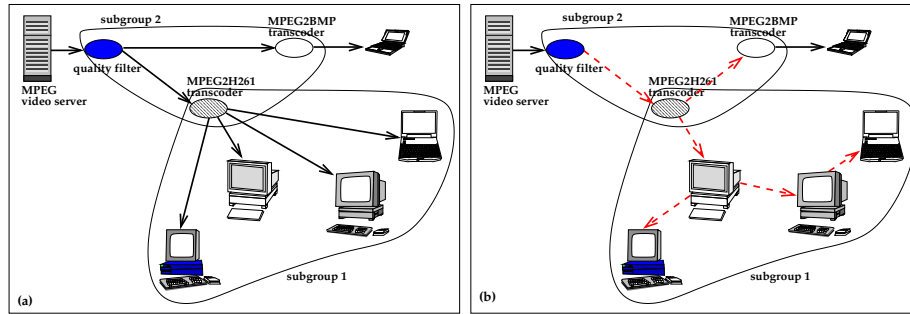 subgroup 2
MPEG2BMP
transcoder
quality filter
MPEG
video server
MPEG2H261
transcoder
subgroup 1
(a)
subgroup 2
MPEG2BMP
transcoder
quality filter
MPEG
video server
MPEG2H261
transcoder
subgroup 1
(b)